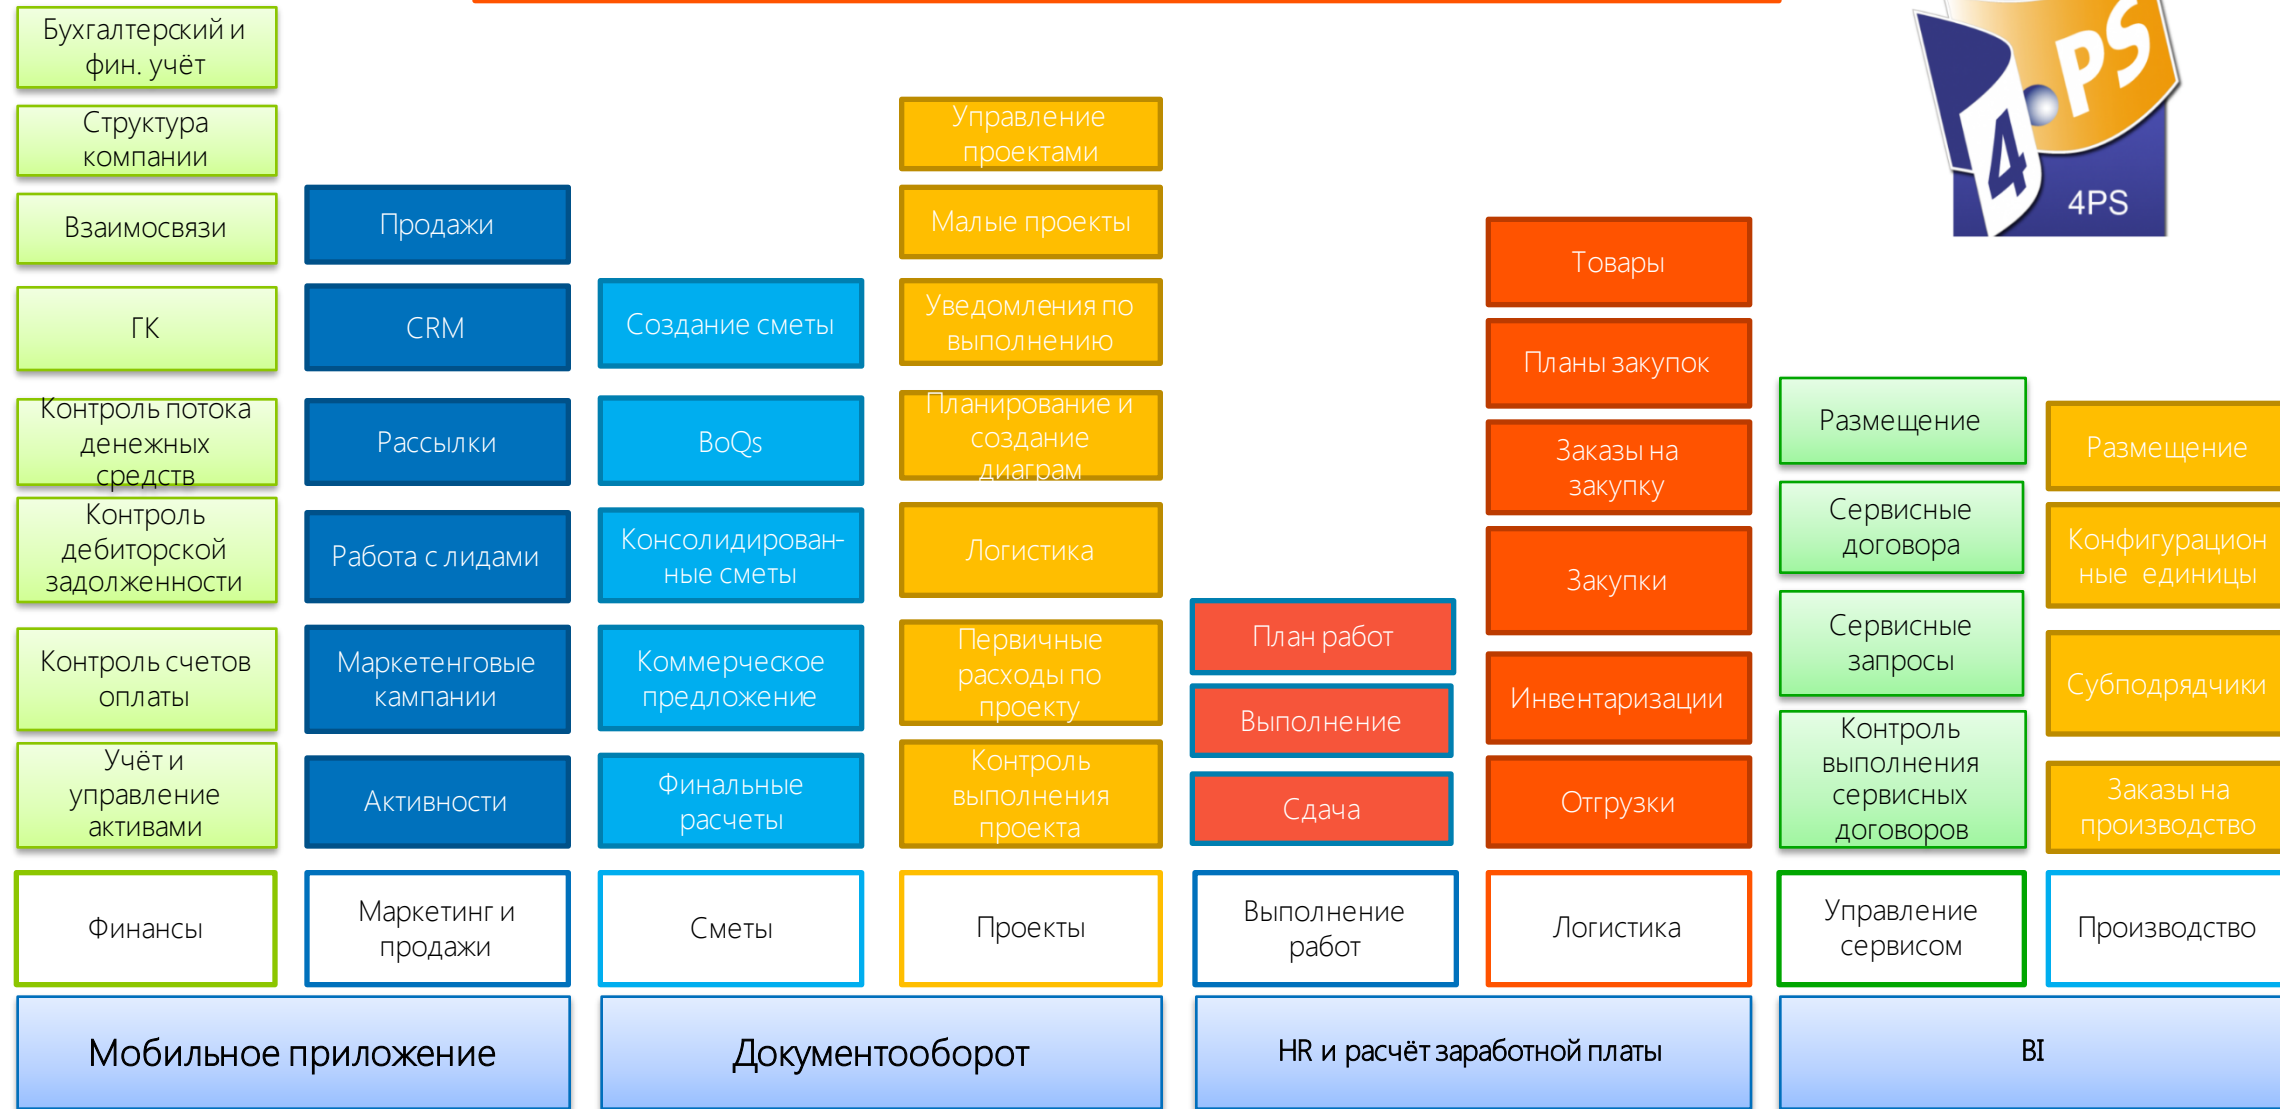 Бухгалтерский и
фин. учёт
Структура
компании
Взаимосвязи
ГК
Контроль потока
денежных
средств
Контроль
дебиторской
задолженности
Контроль счетов
оплаты
Учёт и
управление
активами
Финансы
Продажи
CRM
Рассылки
Работа с лидами
Маркетенговые
кампании
Активности
Маркетинг и
продажи
Создание сметы
BoQs
Консолидирован-
ные сметы
Коммерческое
предложение
Финальные
расчеты
Сметы
Управление
проектами
Малые проекты
Уведомления по
выполнению
Планирование и
создание
диаграм
Логистика
Первичные
расходы по
проекту
Контроль
выполнения
проекта
Проекты
План работ
Выполнение
Сдача
Выполнение
работ
Товары
Планы закупок
Заказы на
закупку
Закупки
Инвентаризации
Отгрузки
Логистика
Размещение
Сервисные
договора
Сервисные
запросы
Контроль
выполнения
сервисных
договоров
Управление
сервисом
Размещение
Конфигурацион
ные единицы
Субподрядчики
Заказы на
производство
Производство
Мобильное приложение
Документооборот
HR и расчёт заработной платы
BI
4PS
4PS